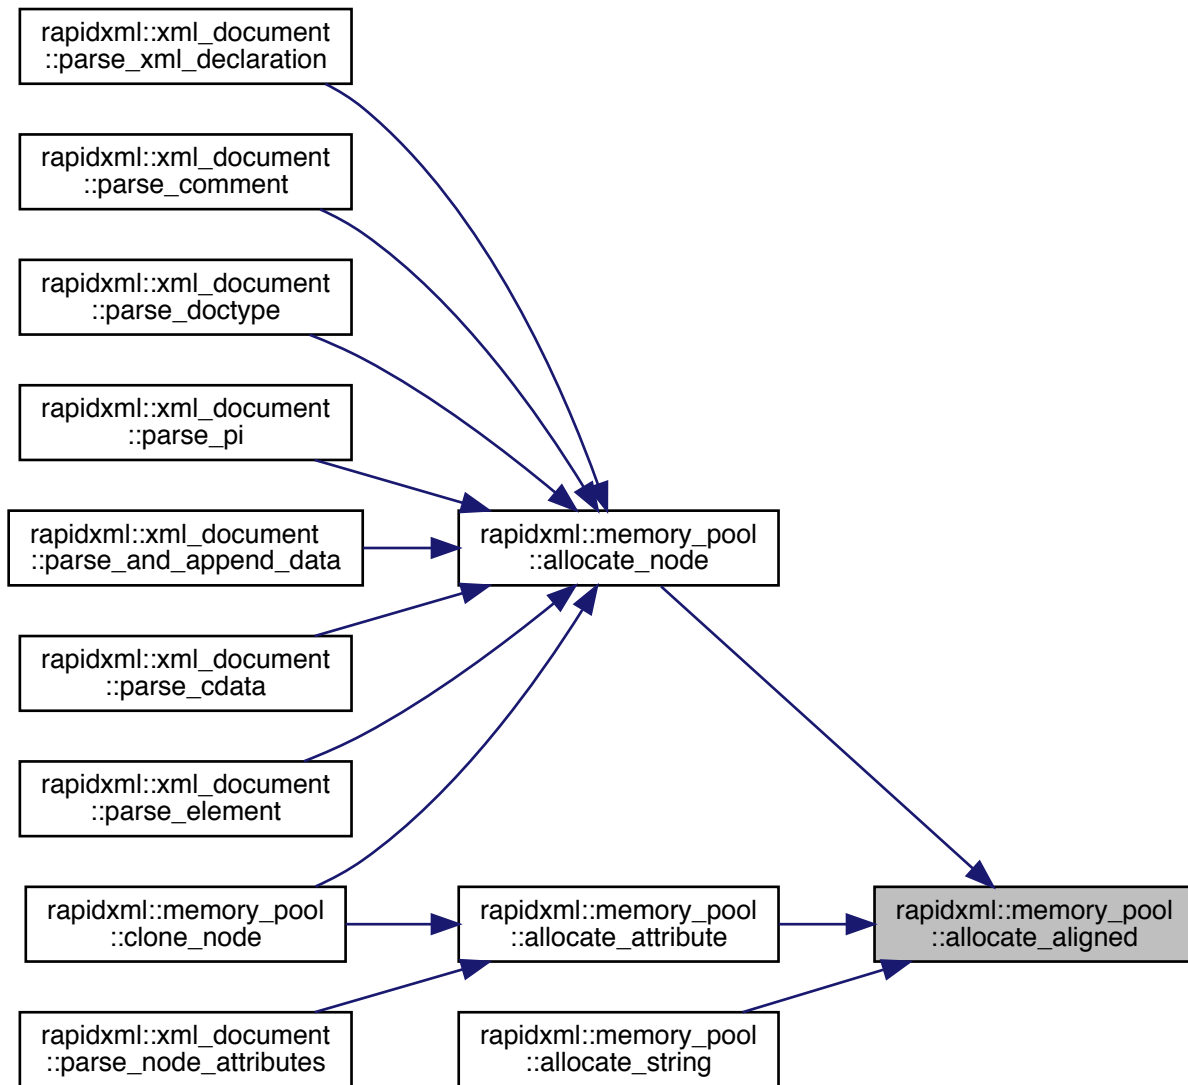 rapidxml::xml_document
::parse_xml_declaration
rapidxml::xml_document
::parse_comment
rapidxml::xml_document
::parse_doctype
rapidxml::xml_document
::parse_pi
rapidxml::xml_document
::parse_and_append_data
rapidxml::memory_pool
::allocate_node
rapidxml::xml_document
::parse_cdata
rapidxml::xml_document
::parse_element
rapidxml::memory_pool
::clone_node
rapidxml::memory_pool
::allocate_attribute
rapidxml::memory_pool
::allocate_aligned
rapidxml::xml_document
::parse_node_attributes
rapidxml::memory_pool
::allocate_string